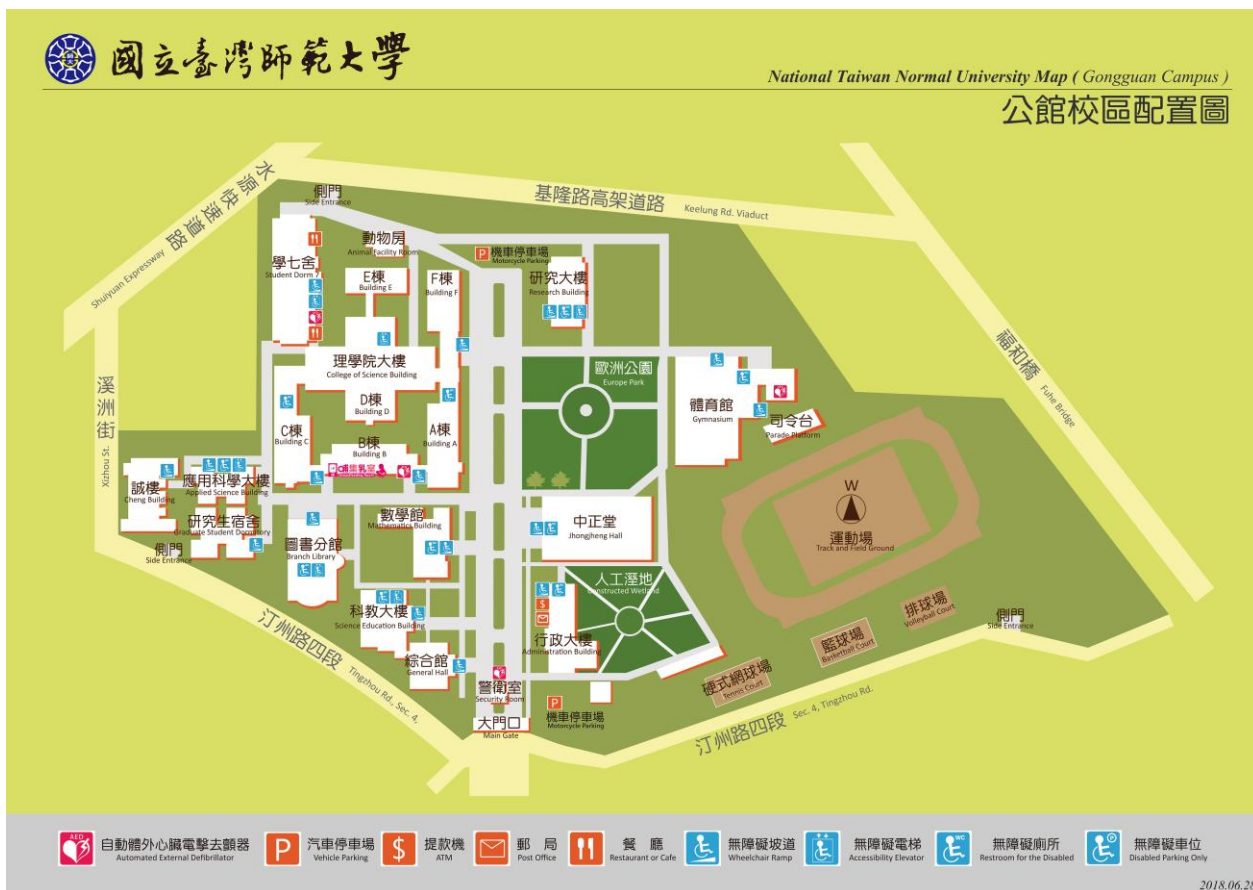 國立臺灣師範大學
National Taiwan Normal University Map ( Gongguan Campus )
公館校區配置圖
水源快速道路
Shuiyuan Expressway
基隆路高架道路 Keelung Rd. Viaduct
福和橋 Fuhe Bridge
溪洲街
Xizhou St.
側門
Side Entrance
動物房
Animal Facility Room
P 機車停車場
Motorcycle Parking
學七舍
Student Dorm 7
E棟
Building E
F棟
Building F
研究大樓
Research Building
理學院大樓
College of Science Building
歐洲公園
Europe Park
D棟
Building D
體育館
Gymnasium
司令台
Parade Platform
C棟
Building C
B棟
Building B
A棟
Building A
哺集乳室
誠樓
Cheng Building
應用科學大樓
Applied Science Building
研究生宿舍
Graduate Student Dormitory
側門
Side Entrance
圖書分館
Branch Library
數學館
Mathematics Building
中正堂
Jhongjheng Hall
W
運動場
Track and Field Ground
人工溼地
Constructed Wetland
科教大樓
Science Education Building
$
行政大樓
Administration Building
排球場
Volleyball Court
籃球場
Basketball Court
側門
Side Entrance
綜合館
General Hall
硬式網球場
Tennis Court
警衛室
Security Room
P 機車停車場
Motorcycle Parking
大門口
Main Gate
汀州路四段 Tingzhou Rd., Sec. 4,
汀州路四段 Sec. 4, Tingzhou Rd.
AED 自動體外心臟電擊去顫器
Automated External Defibrillator
P 汽車停車場
Vehicle Parking
$ 提款機
ATM
郵 局
Post Office
餐 廳
Restaurant or Cafe
無障礙坡道
Wheelchair Ramp
無障礙電梯
Accessibility Elevator
WC 無障礙廁所
Restroom for the Disabled
P 無障礙車位
Disabled Parking Only
2018.06.28